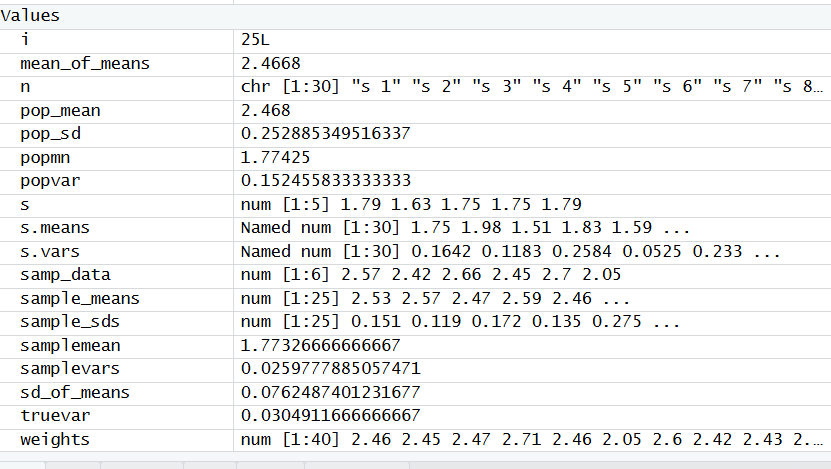 Values
i 25L
mean_of_means 2.4668
n chr [1:30] "s 1" "s 2" "s 3" "s 4" "s 5" "s 6" "s 7" "s 8…
pop_mean 2.468
pop_sd 0.252885349516337
popmn 1.77425
popvar 0.152455833333333
s num [1:5] 1.79 1.63 1.75 1.75 1.79
s.means Named num [1:30] 1.75 1.98 1.51 1.83 1.59 ...
s.vars Named num [1:30] 0.1642 0.1183 0.2584 0.0525 0.233 ...
samp_data num [1:6] 2.57 2.42 2.66 2.45 2.7 2.05
sample_means num [1:25] 2.53 2.57 2.47 2.59 2.46 ...
sample_sds num [1:25] 0.151 0.119 0.172 0.135 0.275 ...
samplemean 1.77326666666667
samplevars 0.0259777885057471
sd_of_means 0.0762487401231677
truevar 0.0304911666666667
weights num [1:40] 2.46 2.45 2.47 2.71 2.46 2.05 2.6 2.42 2.43 2.…